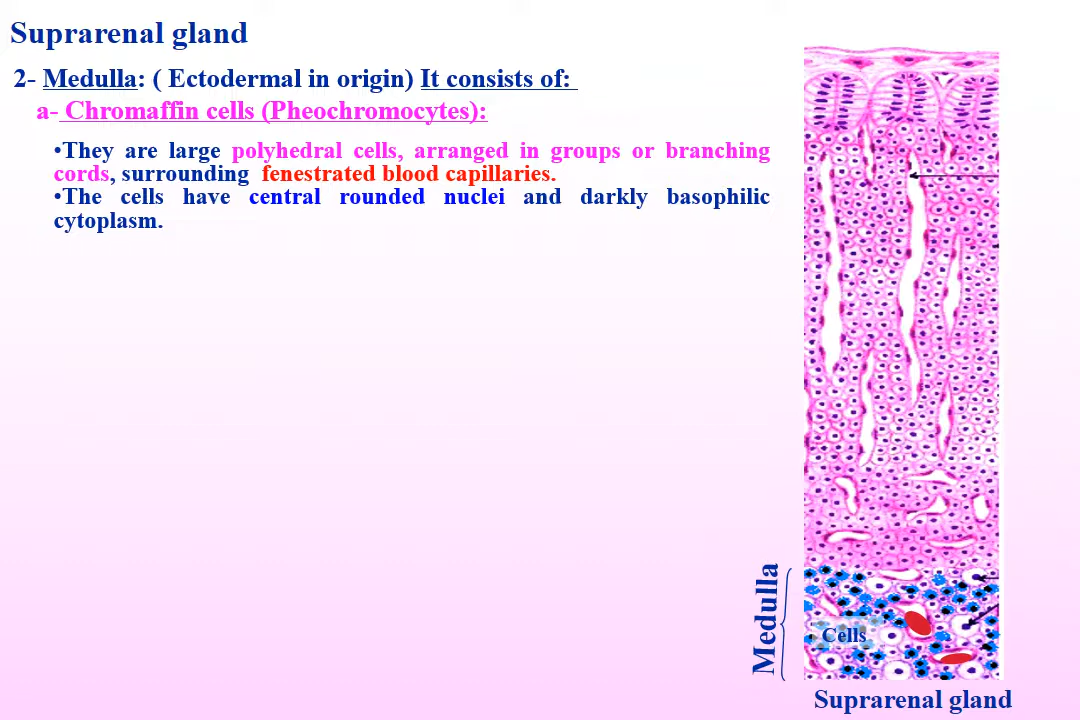 Suprarenal gland
2- Medulla: ( Ectodermal in origin) It consists of:
a- Chromaffin cells (Pheochromocytes):
•They are large polyhedral cells, arranged in groups or branching
cords, surrounding fenestrated blood capillaries.
•The cells have central rounded nuclei and darkly basophilic
cytoplasm.
Medulla
Cells
Suprarenal gland